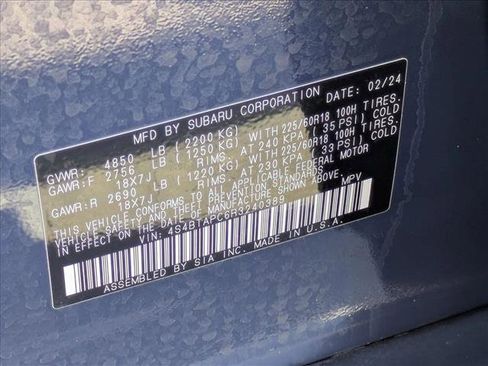 MFD BY SUBARU CORPORATION DATE 02/24
GVWR: 4850 LB (2200 KG)
GAWR:F 2756 LB (1250 KG) WITH 225/60R18 100H TIRES,
18X7J RIMS, AT 240 KPA (35 PSI) COLD
GAWR:R 2690 LB (1220 KG) WITH 225/60R18 100H TIRES,
18X7J RIMS, AT 230 KPA (33 PSI) COLD
THIS VEHICLE CONFORMS TO ALL APPLICABLE FEDERAL MOTOR
VEHICLE SAFETY AND THEFT PREVENTION STANDARDS
IN EFFECT ON THE DATE OF MANUFACTURE SHOWN ABOVE.
VIN: 4S4BTAPC6R3240389 MPV
ASSEMBLED BY SIA INC. MADE IN U.S.A.